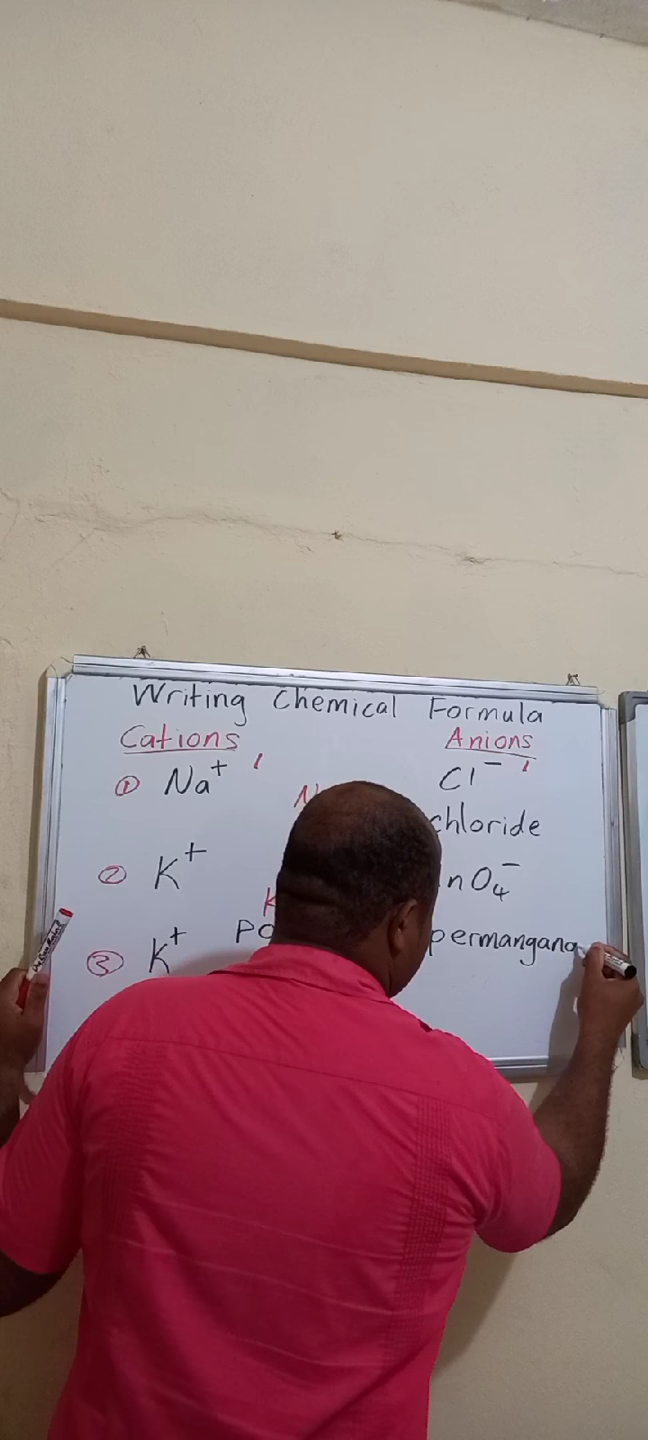 Writing Chemical Formula
Cations Anions
① Na⁺ ' Cl⁻ '
N
chloride
② K⁺ nO₄⁻
K
PO permangana
③ K⁺